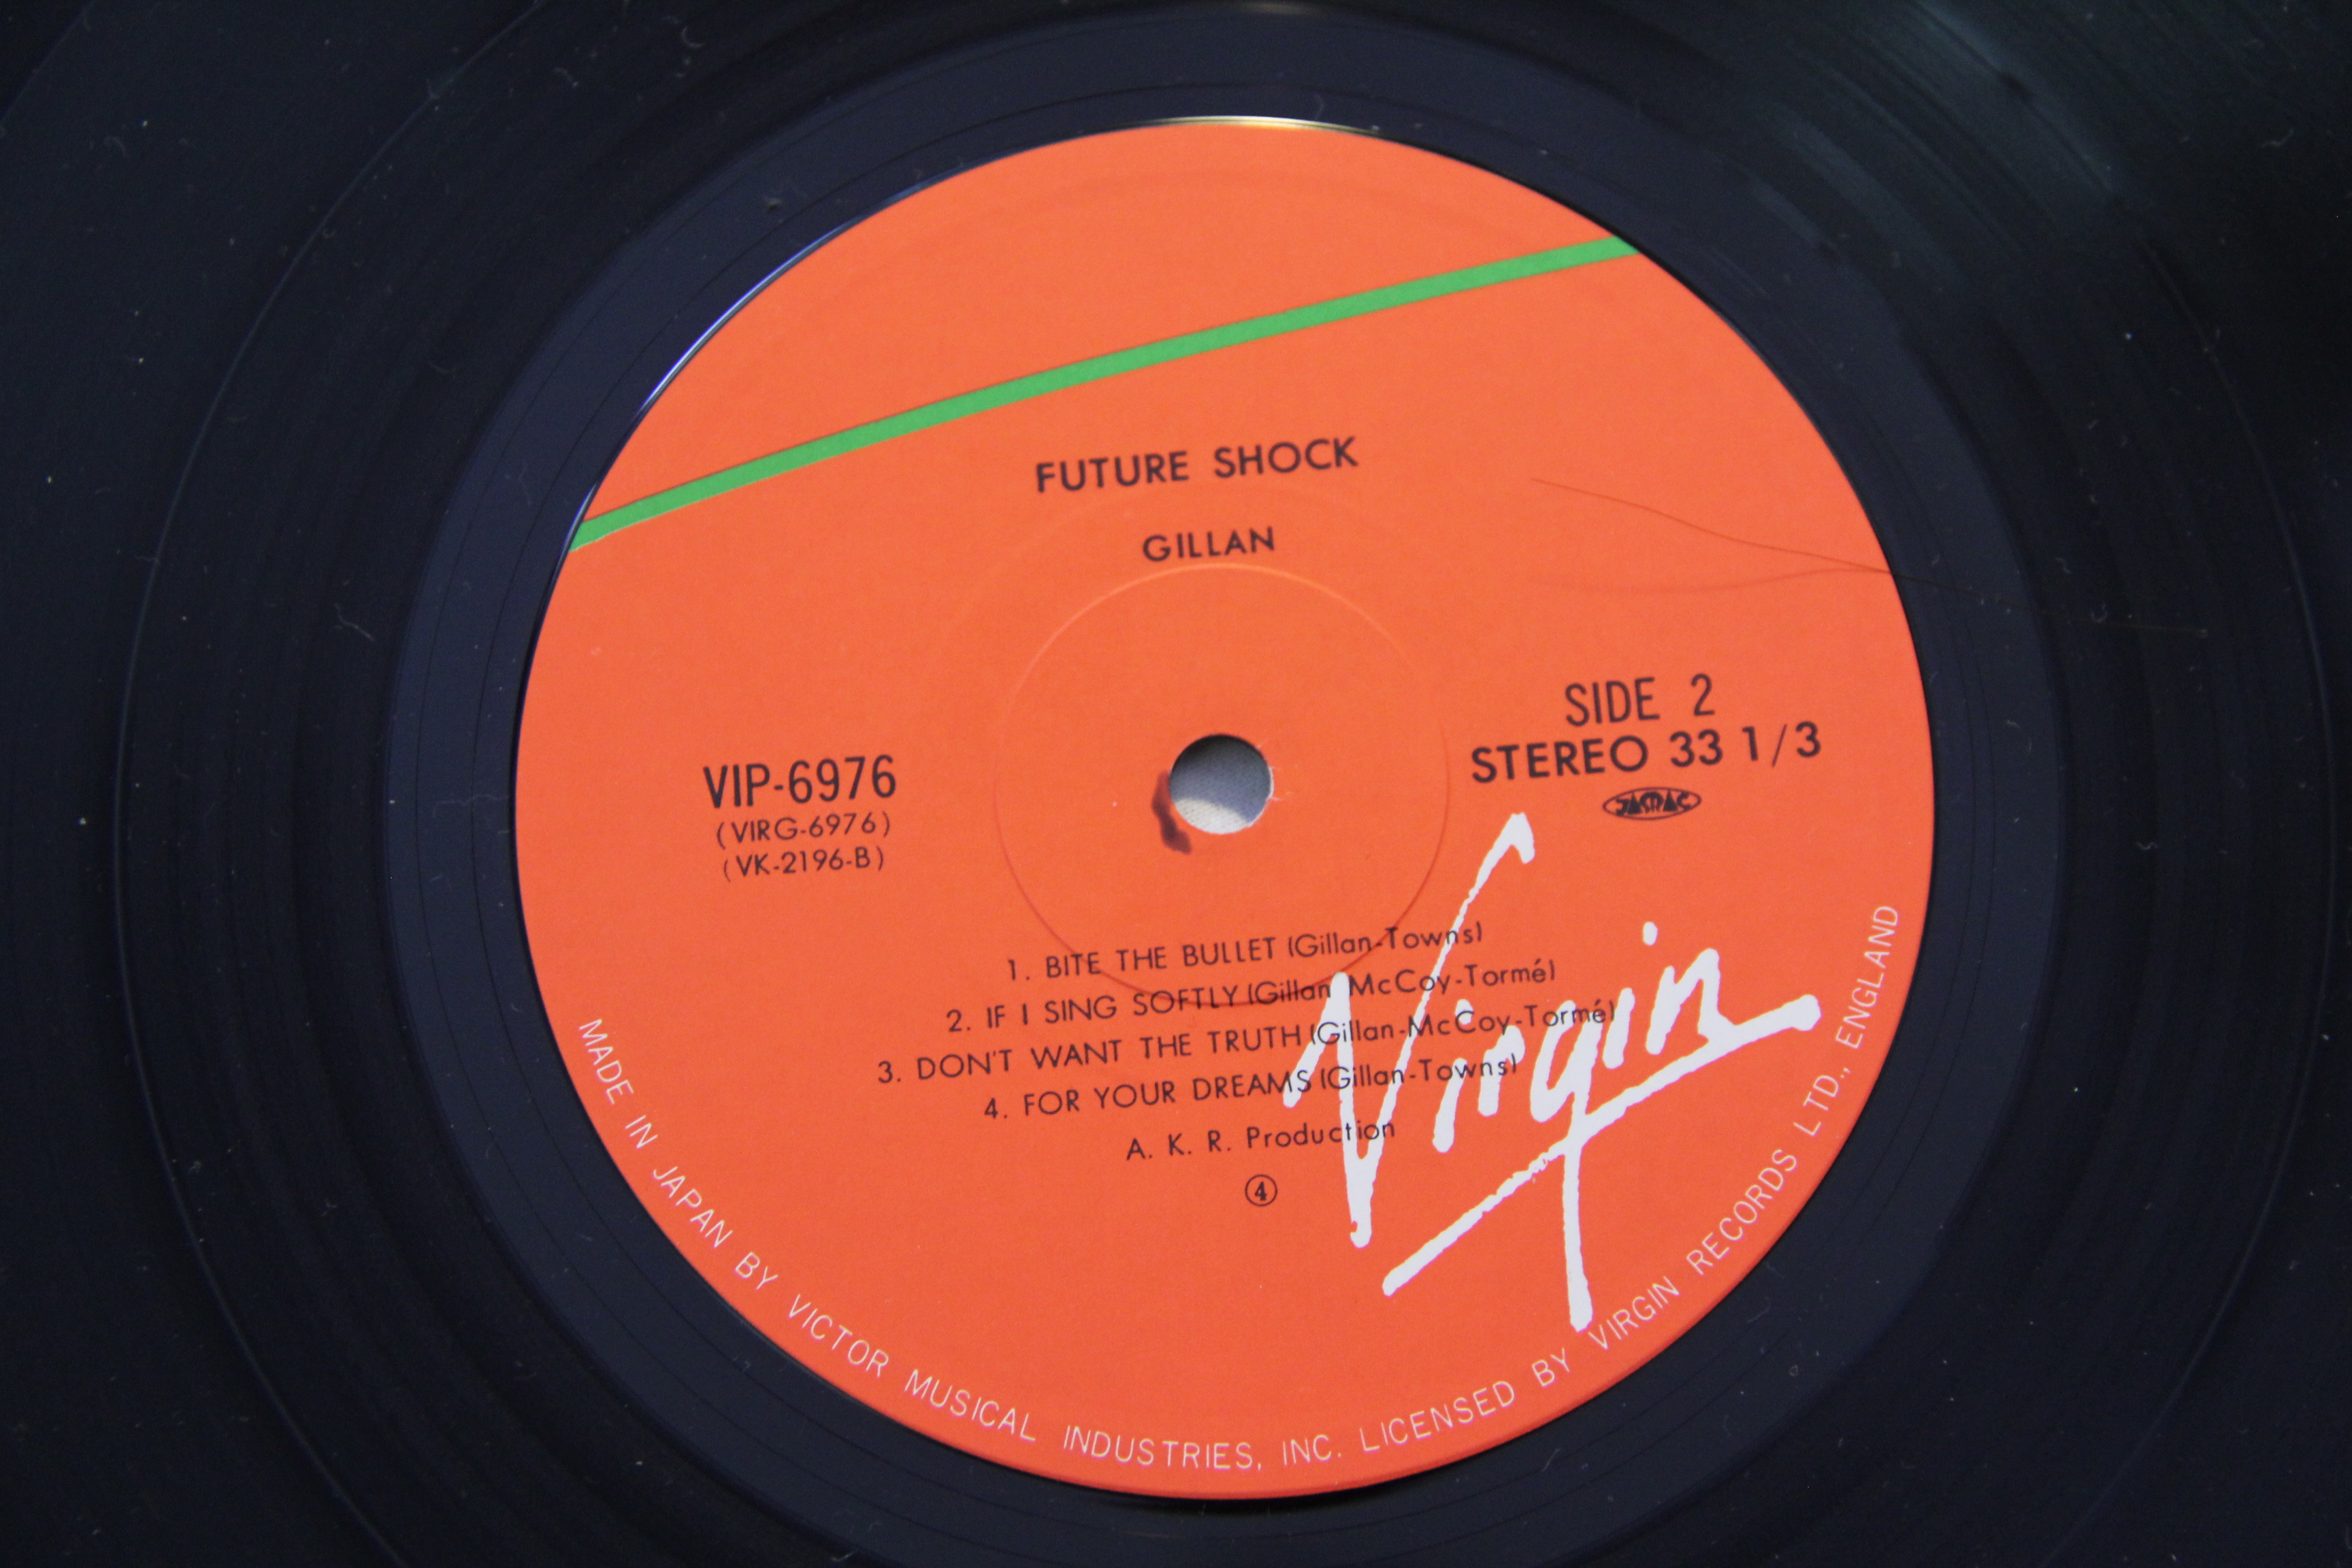 FUTURE SHOCK
GILLAN
SIDE 2
STEREO 33 1/3
JASRAC
VIP-6976
(VIRG-6976)
(VK-2196-B)
1. BITE THE BULLET (Gillan-Towns)
2. IF I SING SOFTLY (Gillan McCoy-Tormé)
3. DON'T WANT THE TRUTH (Gillan-McCoy-Tormé)
4. FOR YOUR DREAMS (Gillan-Towns)
A. K. R. Production
④
Virgin
MADE IN JAPAN BY VICTOR MUSICAL INDUSTRIES, INC. LICENSED BY VIRGIN RECORDS LTD., ENGLAND